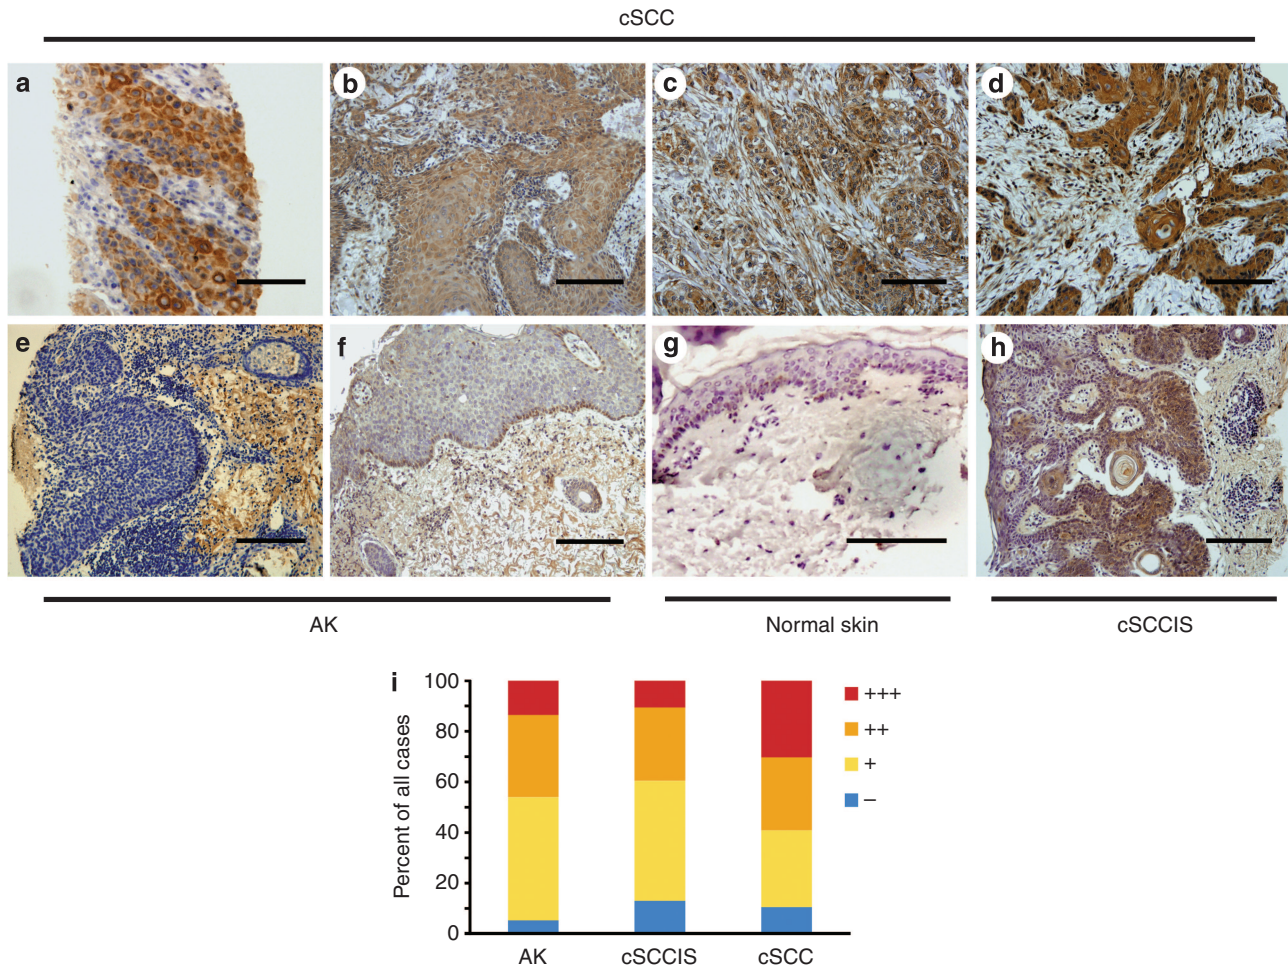 cSCC
a b c d
e f g h
AK Normal skin cSCCIS
i
Percent of all cases
100
80
60
40
20
0
AK cSCCIS cSCC
+++
++
+
–